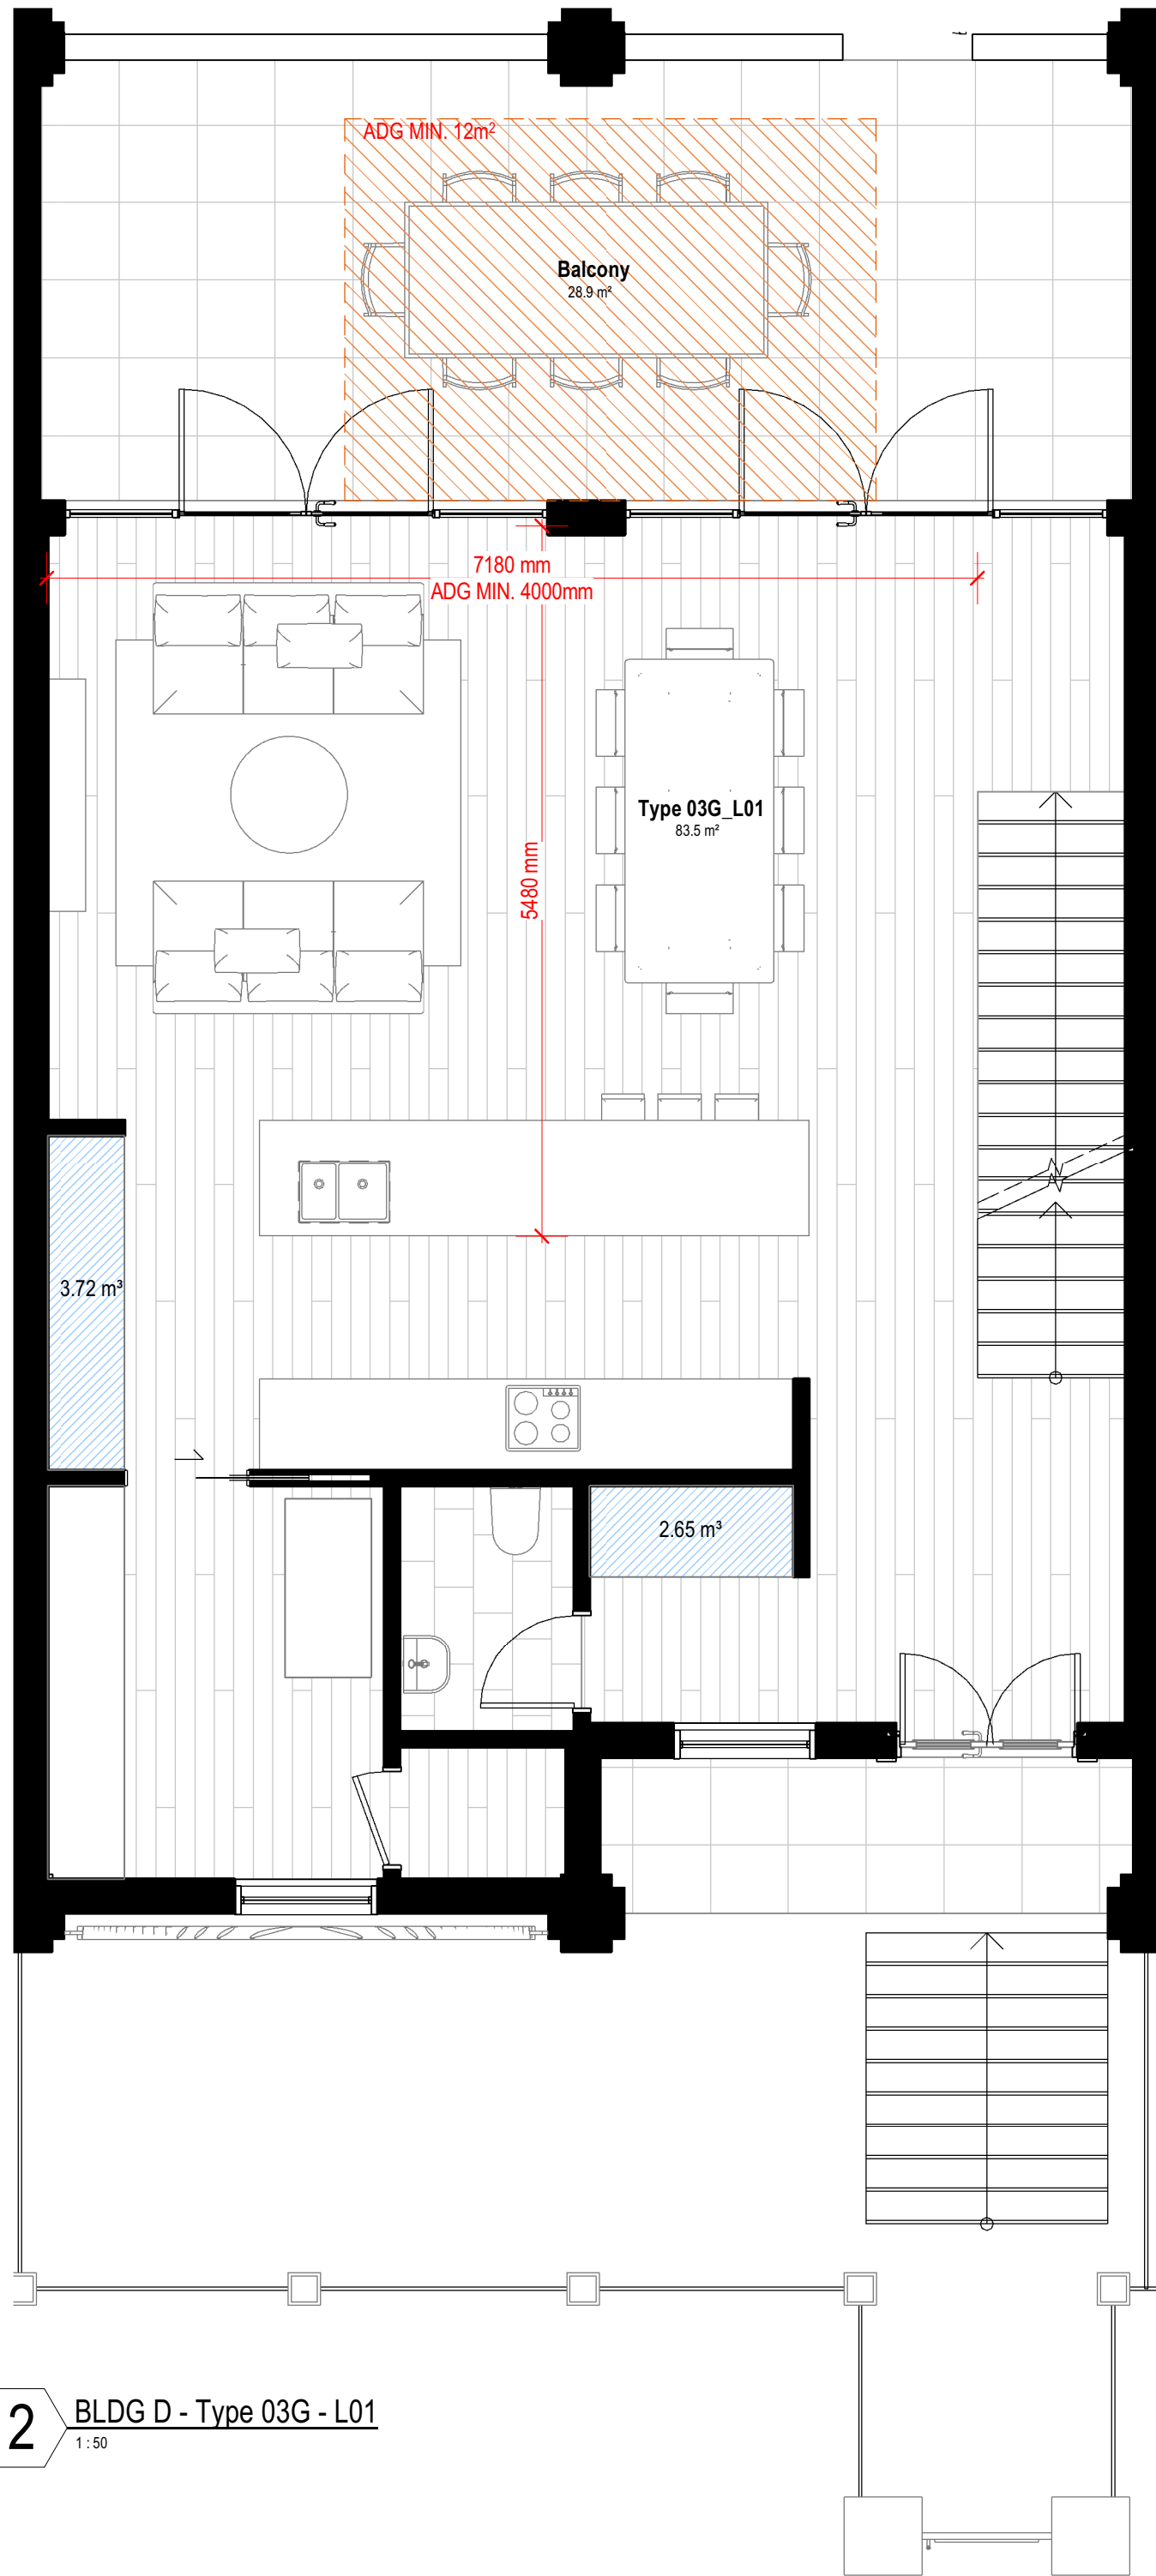 ADG MIN. 12m²
Balcony
28.9 m²
7180 mm
ADG MIN. 4000mm
Type 03G_L01
83.5 m²
5480 mm
3.72 m³
2.65 m³
2
BLDG D - Type 03G - L01
1 : 50